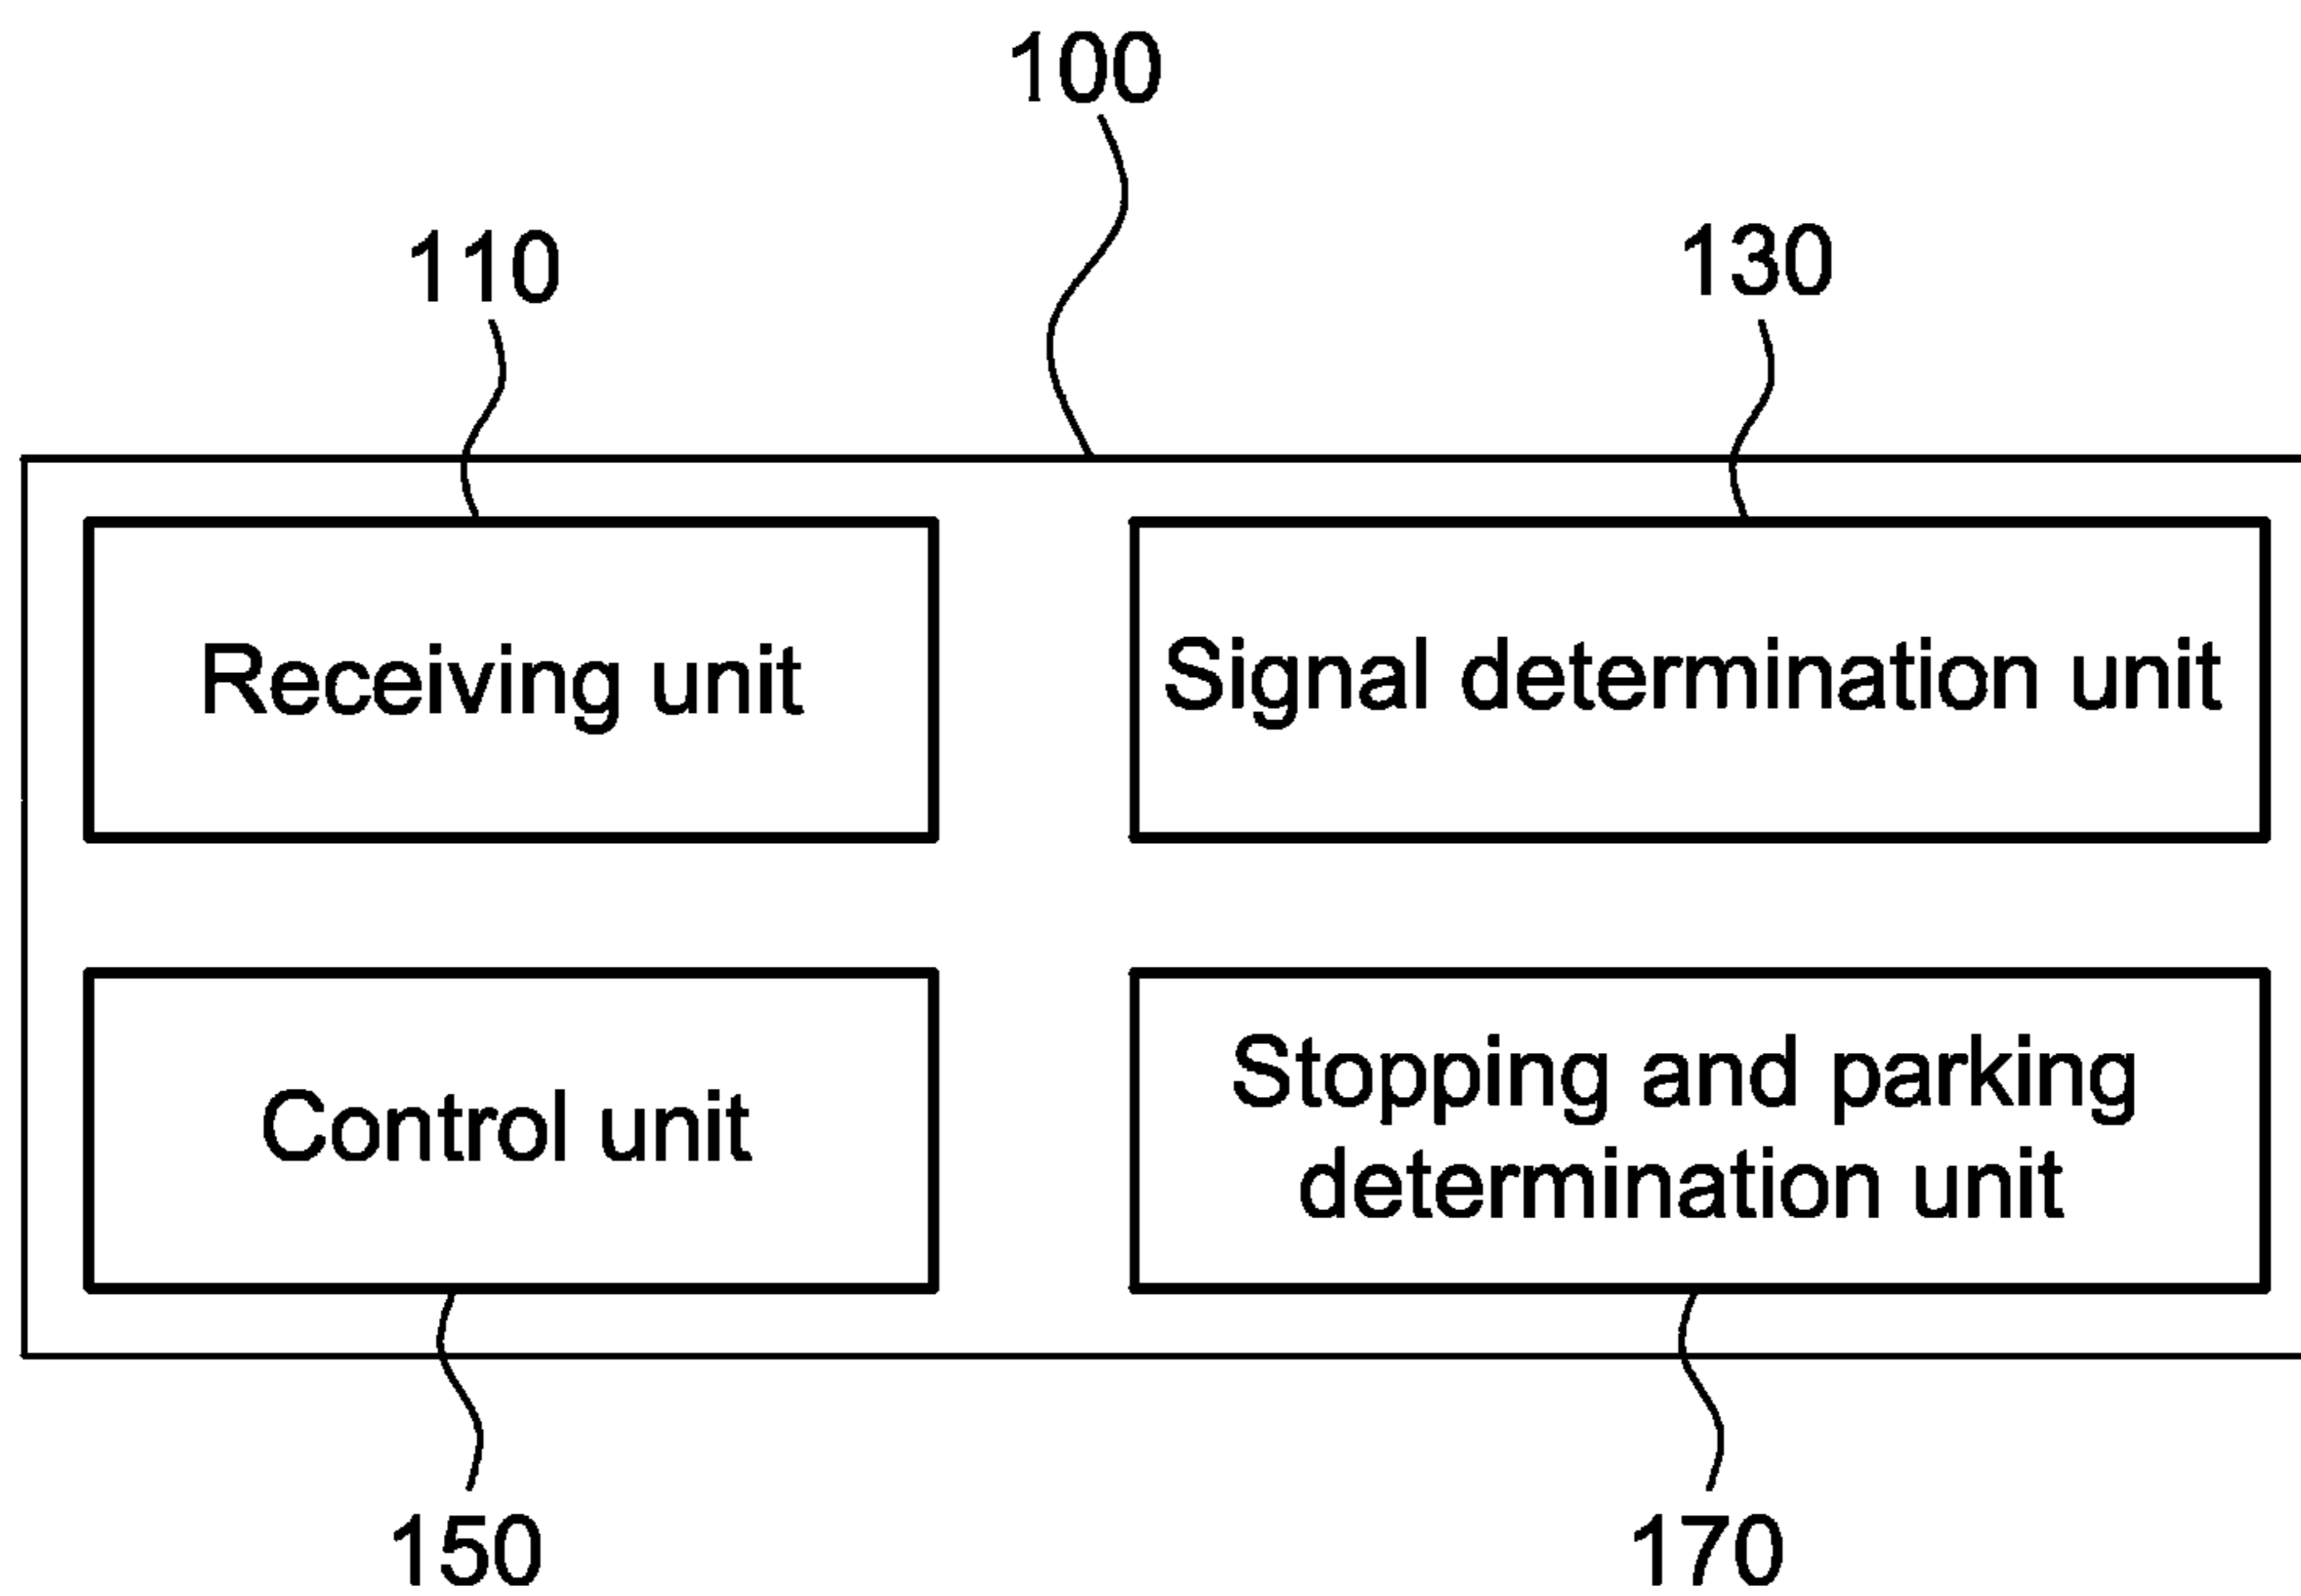 100
110
130
Receiving unit
Signal determination unit
Control unit
Stopping and parking
determination unit
150
170